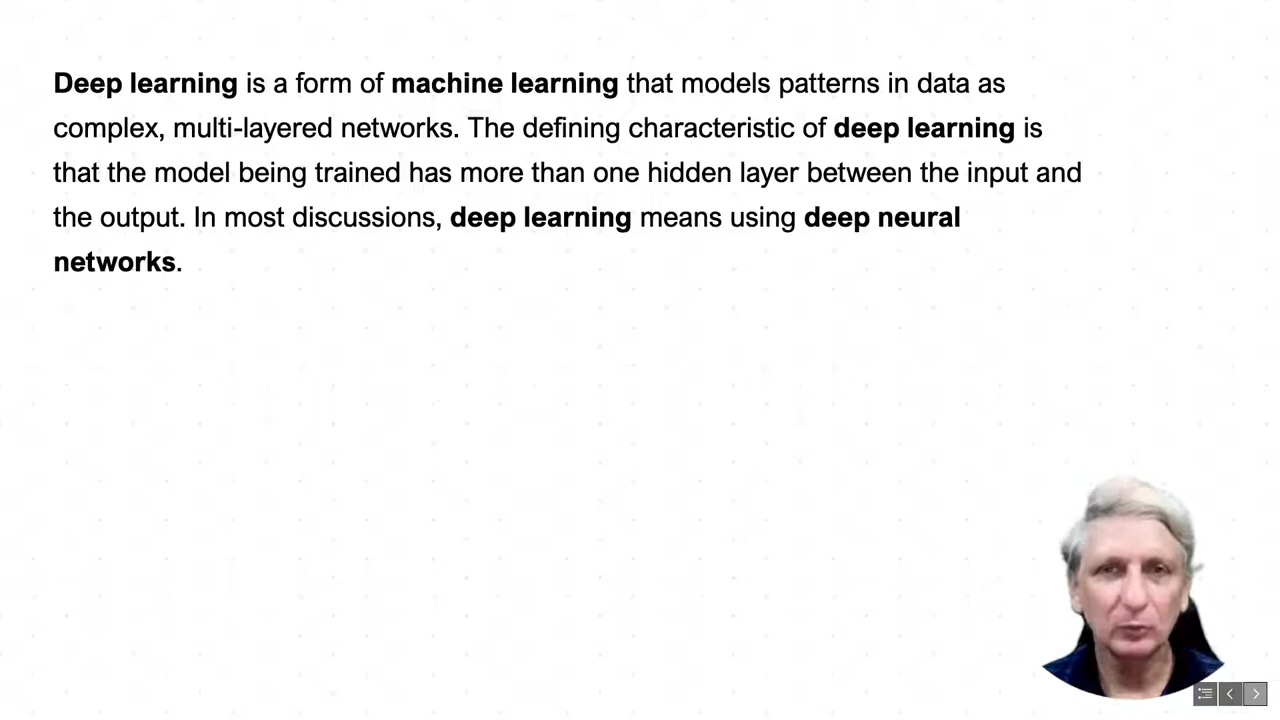 Deep learning is a form of machine learning that models patterns in data as
complex, multi-layered networks. The defining characteristic of deep learning is
that the model being trained has more than one hidden layer between the input and
the output. In most discussions, deep learning means using deep neural
networks.